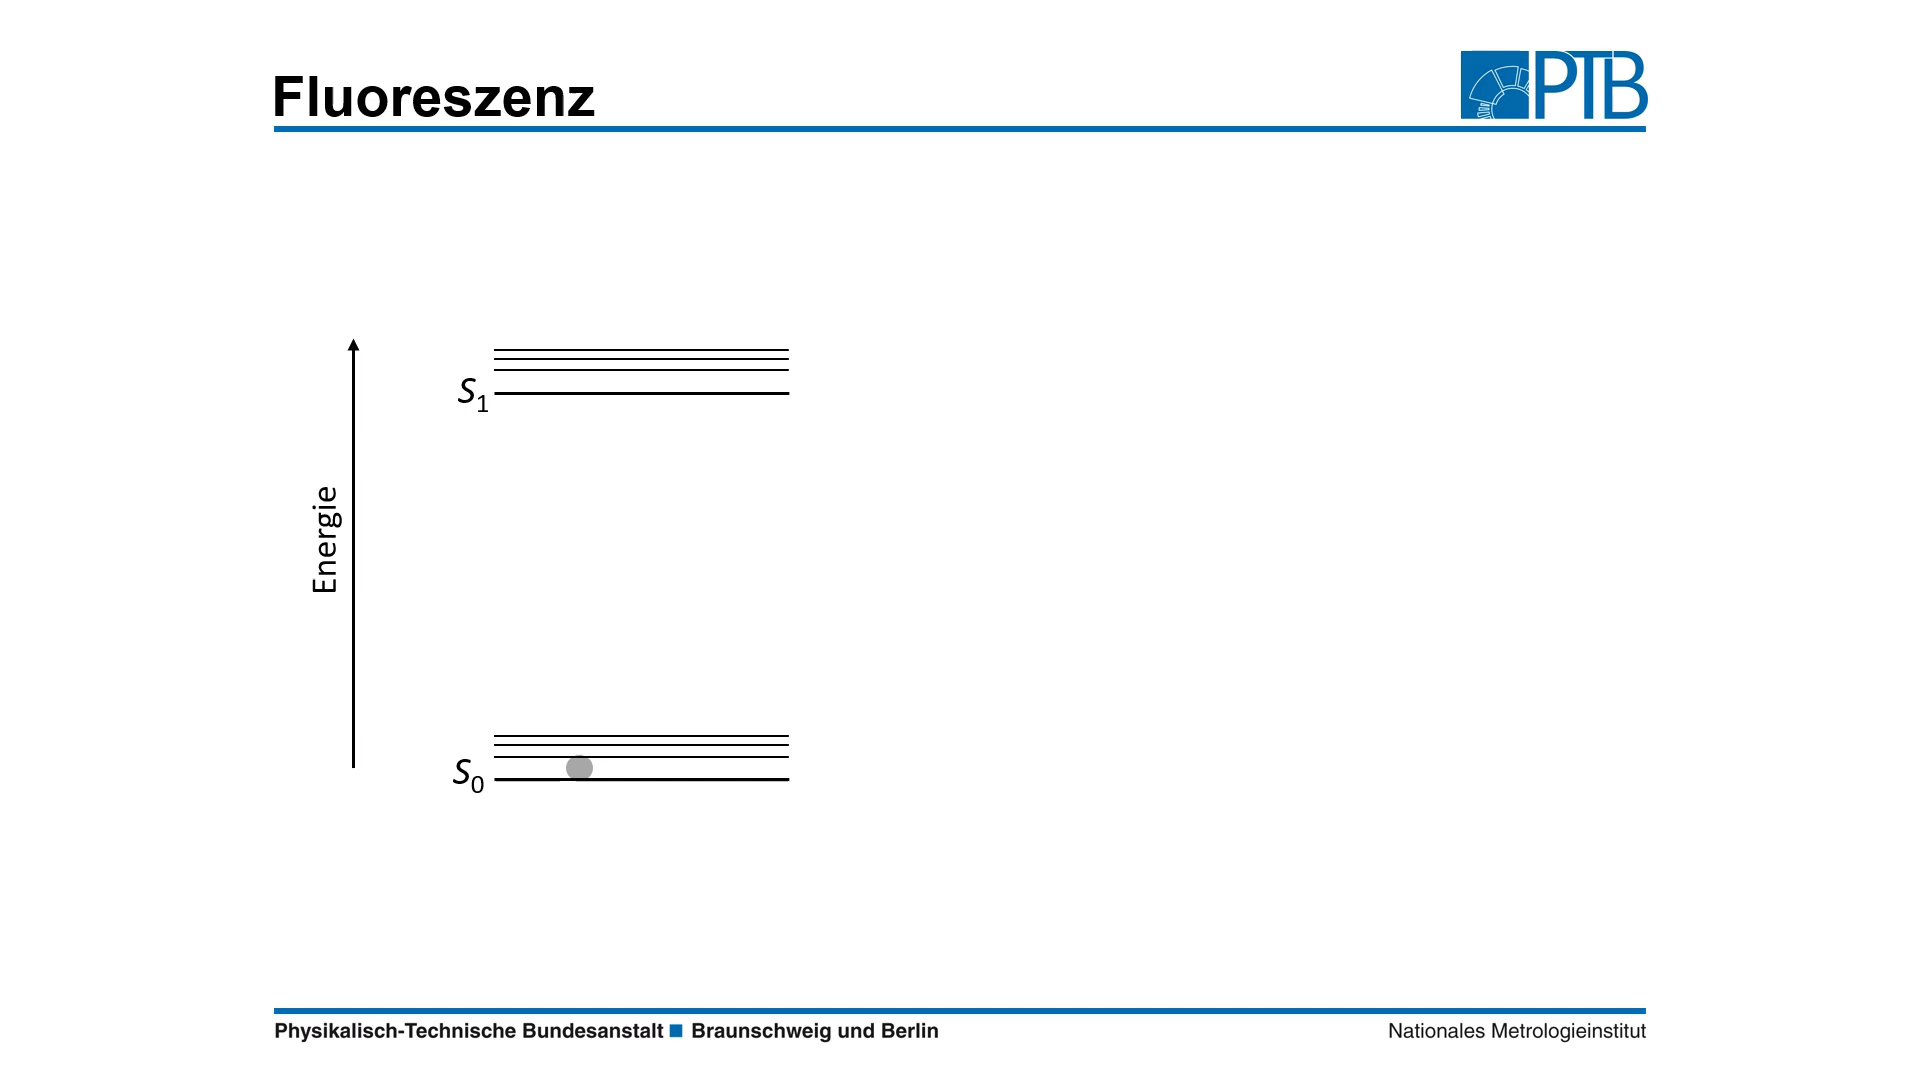 Fluoreszenz
PTB
S1
Energie
S0
Physikalisch-Technische Bundesanstalt ■ Braunschweig und Berlin
Nationales Metrologieinstitut